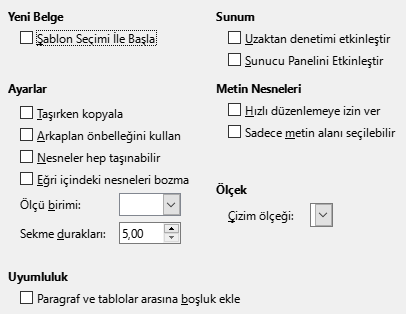 Yeni Belge
Şablon Seçimi İle Başla
Sunum
Uzaktan denetimi etkinleştir
Sunucu Panelini Etkinleştir
Ayarlar
Taşırken kopyala
Arkaplan önbelleğini kullan
Nesneler hep taşınabilir
Eğri içindeki nesneleri bozma
Ölçü birimi:
Sekme durakları: 5,00
Metin Nesneleri
Hızlı düzenlemeye izin ver
Sadece metin alanı seçilebilir
Ölçek
Çizim ölçeği:
Uyumluluk
Paragraf ve tablolar arasına boşluk ekle